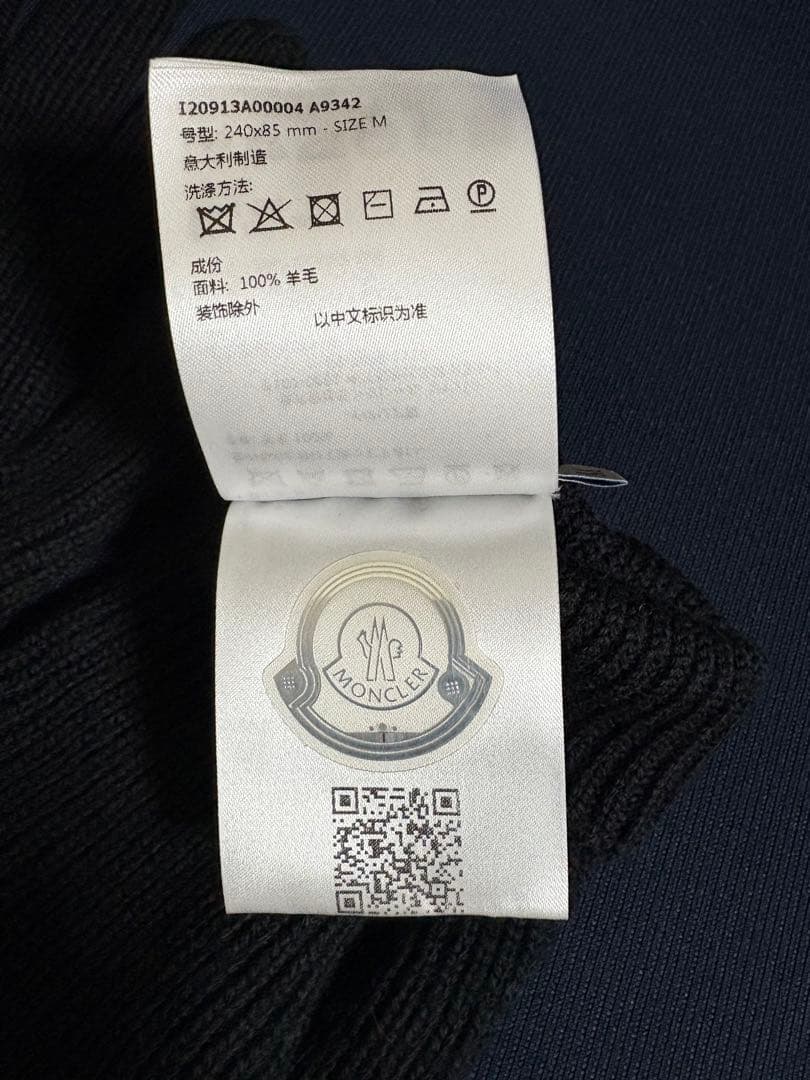 I20913A00004 A9342
号型: 240x85 mm - SIZE M
意大利制造
洗涤方法:
P
成份
面料: 100% 羊毛
装饰除外
以中文标识为准
MONCLER